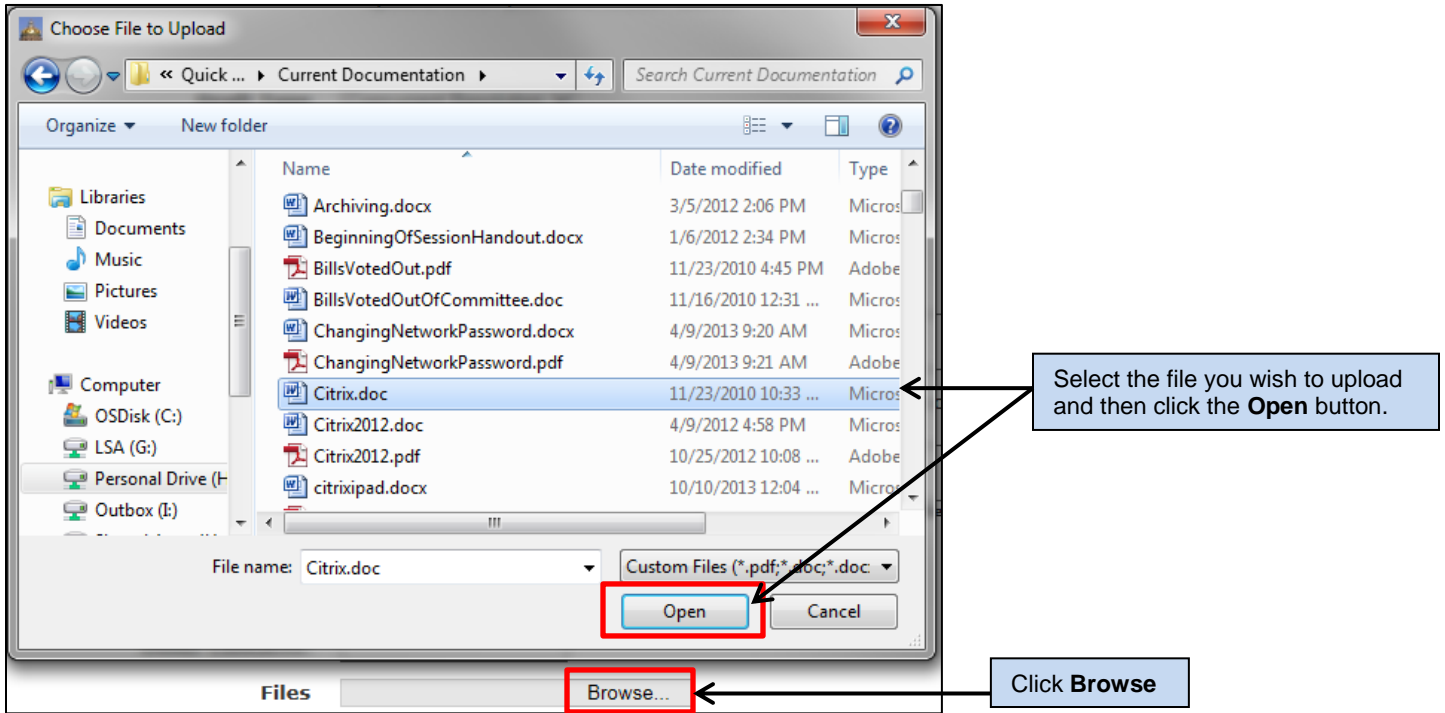 Choose File to Upload
« Quick ... Current Documentation Search Current Documentation
Organize New folder
Name Date modified Type
Libraries
Documents
Music
Pictures
Videos
Computer
OSDisk (C:)
LSA (G:)
Personal Drive (H
Outbox (I:)
Archiving.docx 3/5/2012 2:06 PM Micros
BeginningOfSessionHandout.docx 1/6/2012 2:34 PM Micros
BillsVotedOut.pdf 11/23/2010 4:45 PM Adobe
BillsVotedOutOfCommittee.doc 11/16/2010 12:31 ... Micros
ChangingNetworkPassword.docx 4/9/2013 9:20 AM Micros
ChangingNetworkPassword.pdf 4/9/2013 9:21 AM Adobe
Citrix.doc 11/23/2010 10:33 ... Micros
Citrix2012.doc 4/9/2012 4:58 PM Micros
Citrix2012.pdf 10/25/2012 10:08 ... Adobe
citrixipad.docx 10/10/2013 12:04 ... Micros
File name: Citrix.doc Custom Files (*.pdf;*.doc;*.doc:
Open Cancel
Files Browse...
Select the file you wish to upload
and then click the Open button.
Click Browse